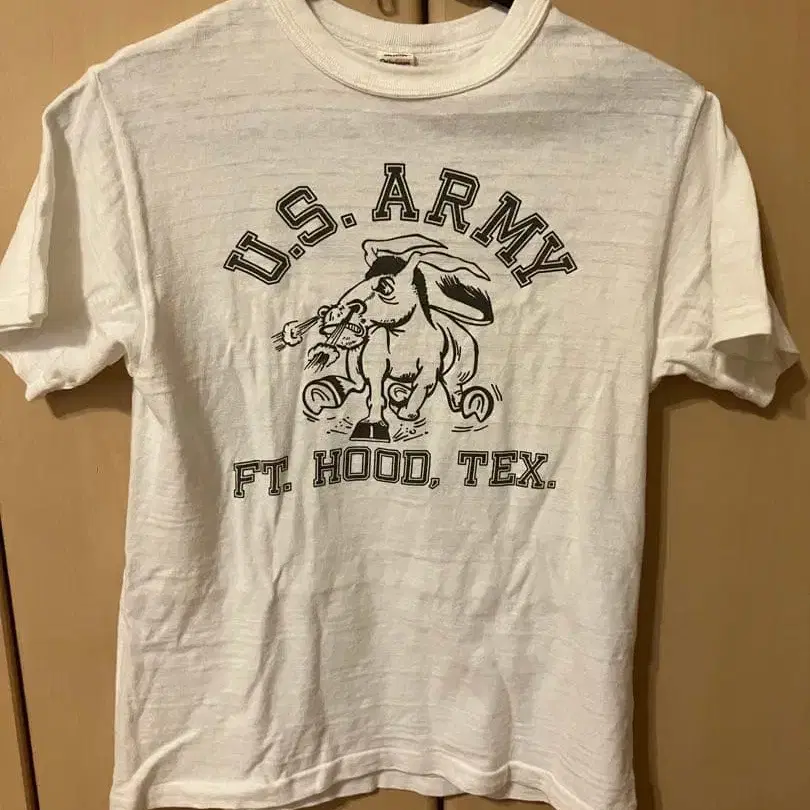 U.S. ARMY
FT. HOOD, TEX.